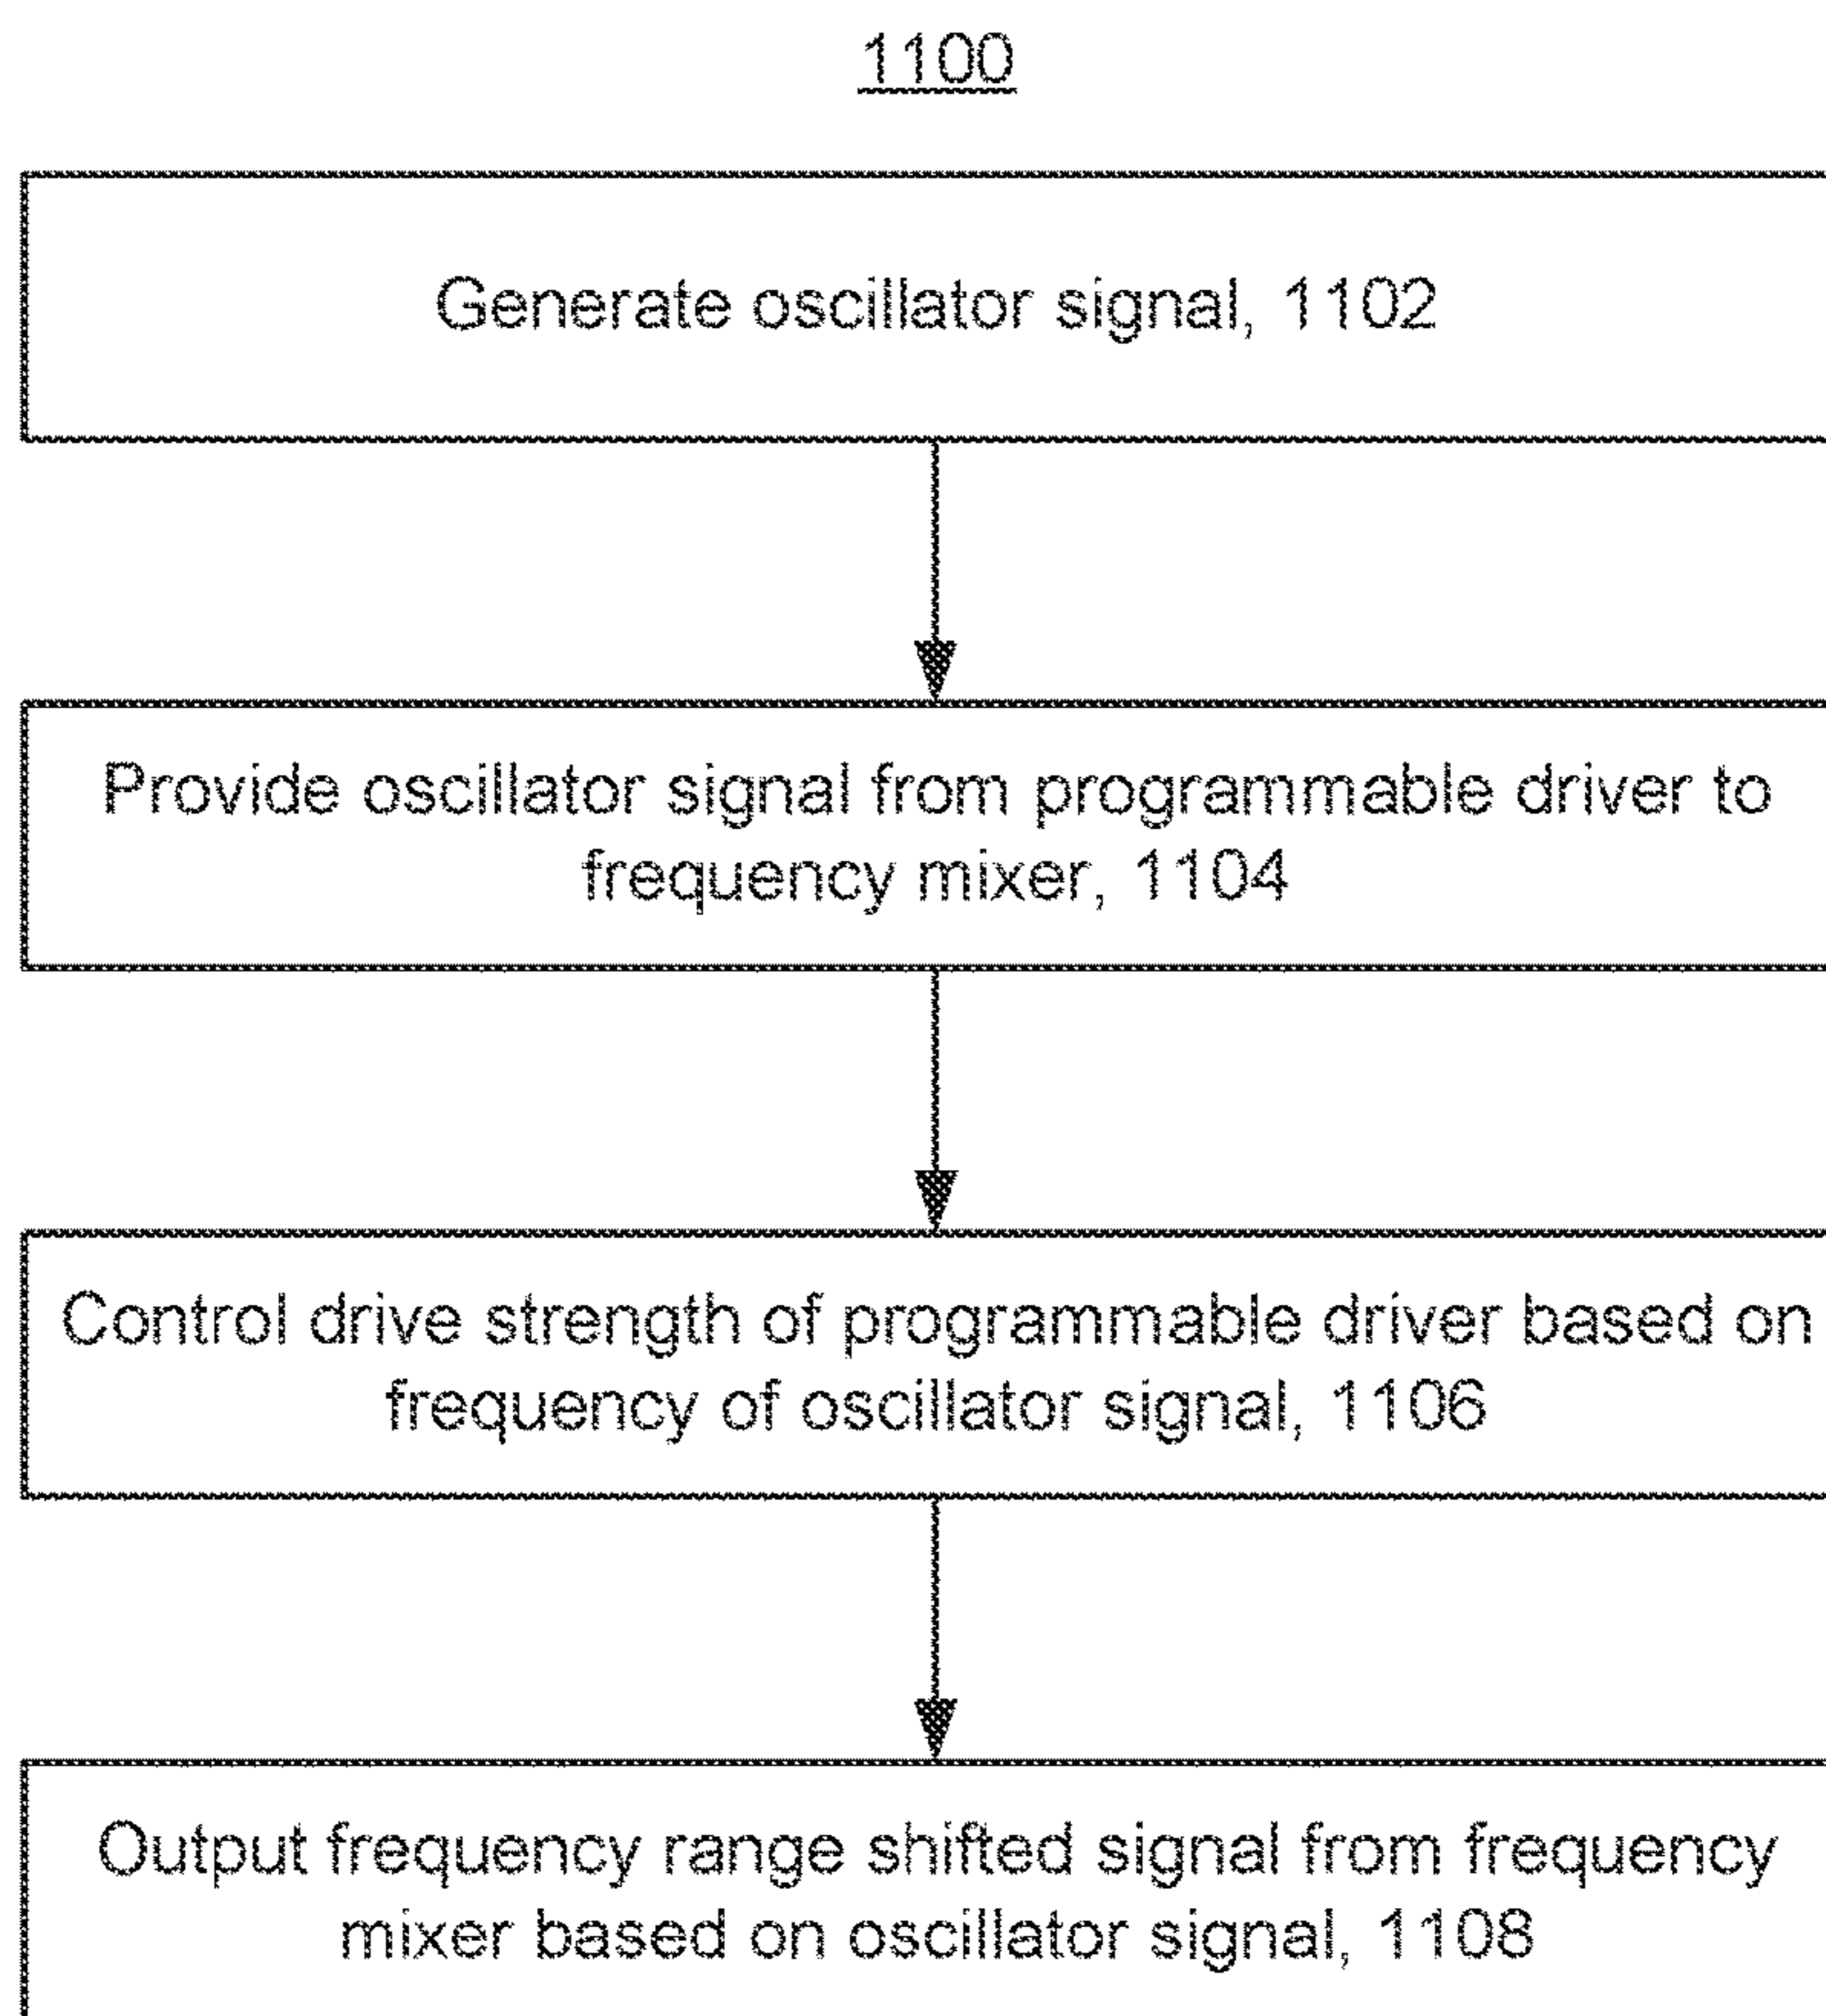 1100
Generate oscillator signal, 1102
Provide oscillator signal from programmable driver to
frequency mixer, 1104
Control drive strength of programmable driver based on
frequency of oscillator signal, 1106
Output frequency range shifted signal from frequency
mixer based on oscillator signal, 1108